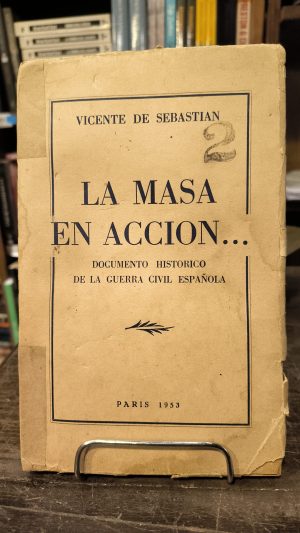 VICENTE DE SEBASTIAN
2
LA MASA
EN ACCION...
DOCUMENTO HISTORICO
DE LA GUERRA CIVIL ESPAÑOLA
PARIS 1953